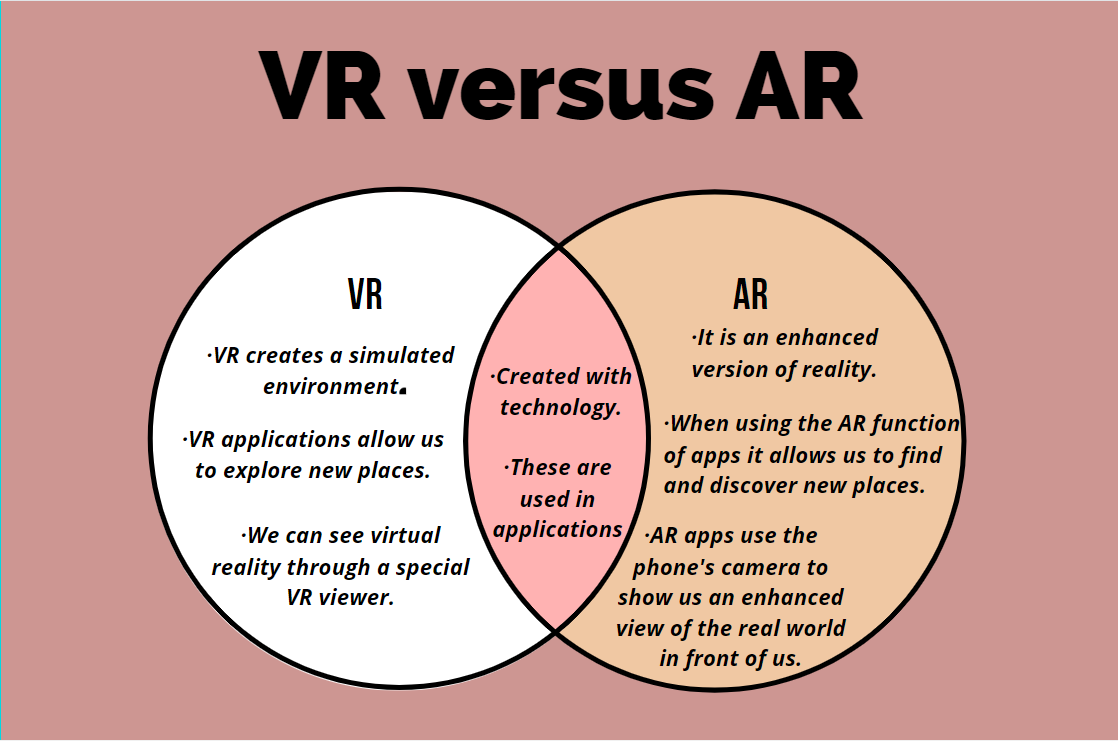 VR versus AR
VR
·VR creates a simulated
environment.
·VR applications allow us
to explore new places.
·We can see virtual
reality through a special
VR viewer.
·Created with
technology.
·These are
used in
applications
AR
·It is an enhanced
version of reality.
·When using the AR function
of apps it allows us to find
and discover new places.
·AR apps use the
phone's camera to
show us an enhanced
view of the real world
in front of us.